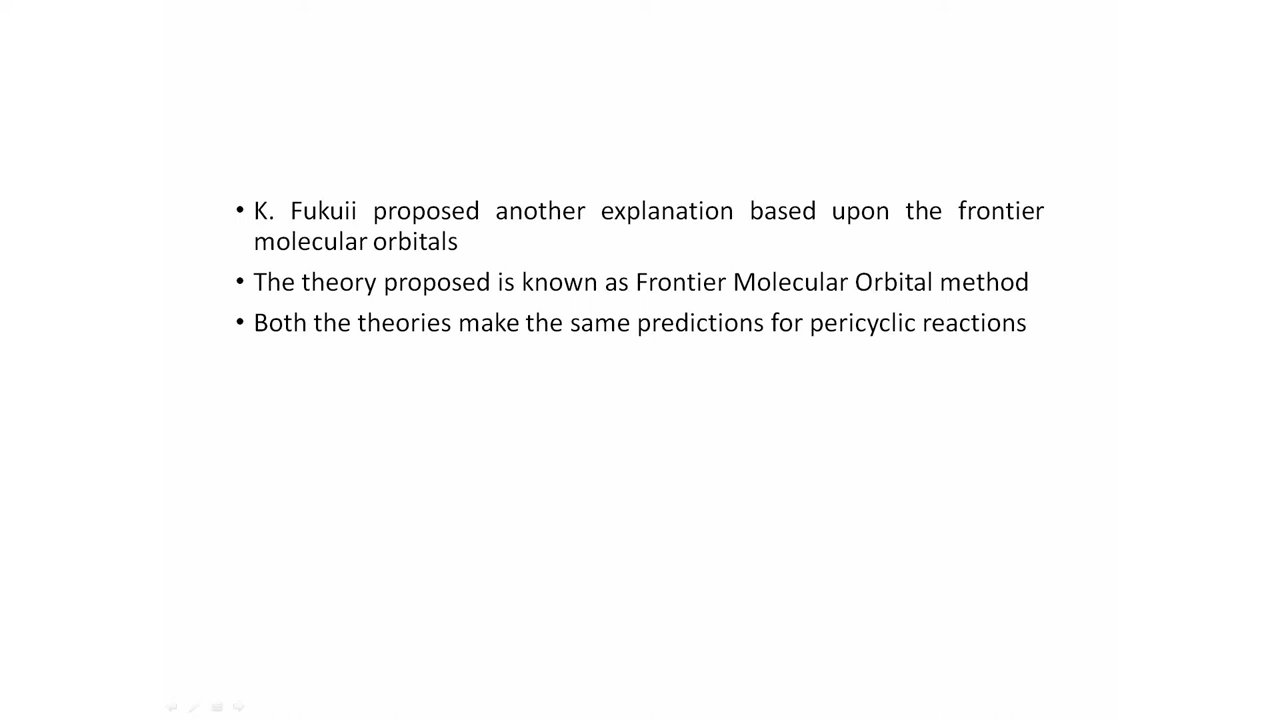 • K. Fukuii proposed another explanation based upon the frontier
molecular orbitals
• The theory proposed is known as Frontier Molecular Orbital method
• Both the theories make the same predictions for pericyclic reactions